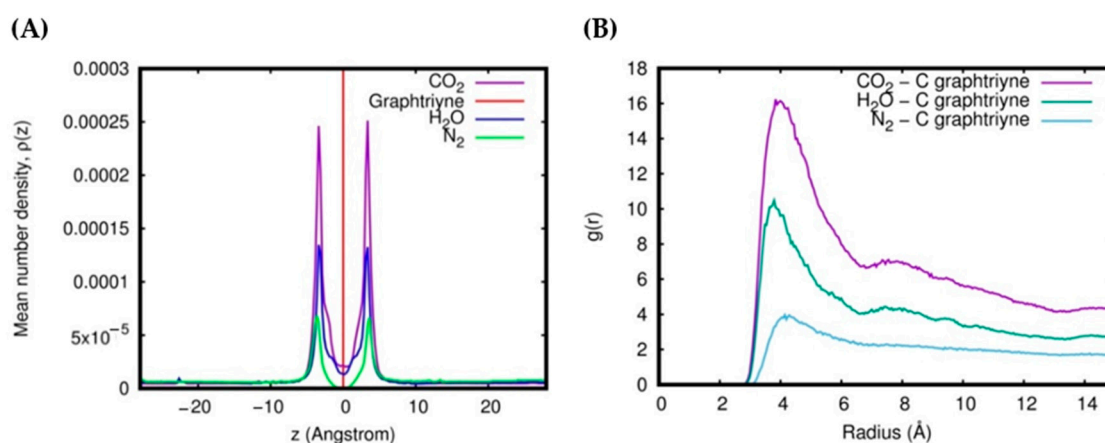 (A)
Mean number density, ρ(z)
0.0003
0.00025
0.0002
0.00015
0.0001
5x10⁻⁵
0
CO₂
Graphtriyne
H₂O
N₂
−20
−10
0
10
20
z (Angstrom)
(B)
g(r)
18
16
14
12
10
8
6
4
2
0
CO₂ – C graphtriyne
H₂O – C graphtriyne
N₂ – C graphtriyne
0
2
4
6
8
10
12
14
Radius (Å)